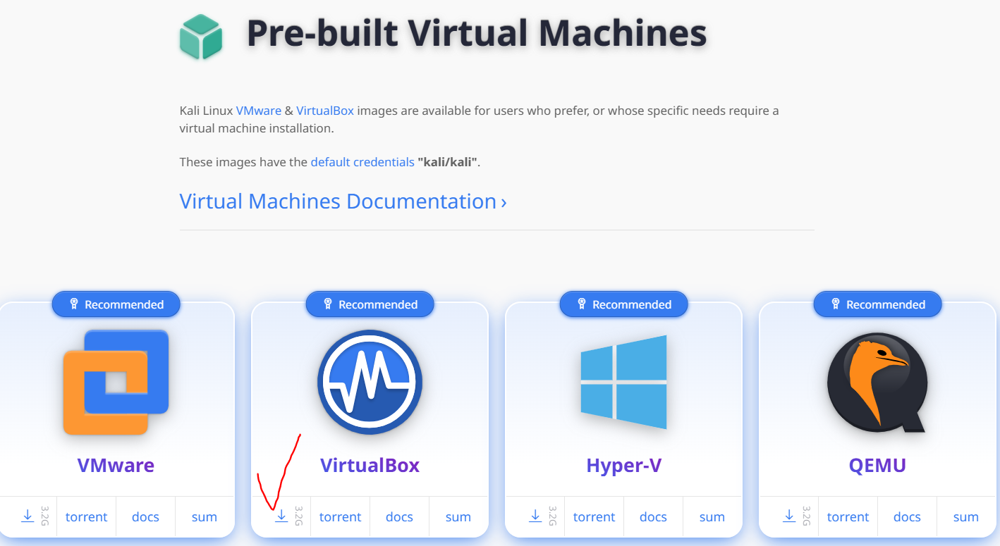 Pre-built Virtual Machines
Kali Linux VMware & VirtualBox images are available for users who prefer, or whose specific needs require a
virtual machine installation.
These images have the default credentials "kali/kali".
Virtual Machines Documentation ›
Recommended
Recommended
Recommended
Recommended
VMware
VirtualBox
Hyper-V
QEMU
3.2G torrent docs sum
3.2G torrent docs sum
3.2G torrent docs sum
3.2G torrent docs sum